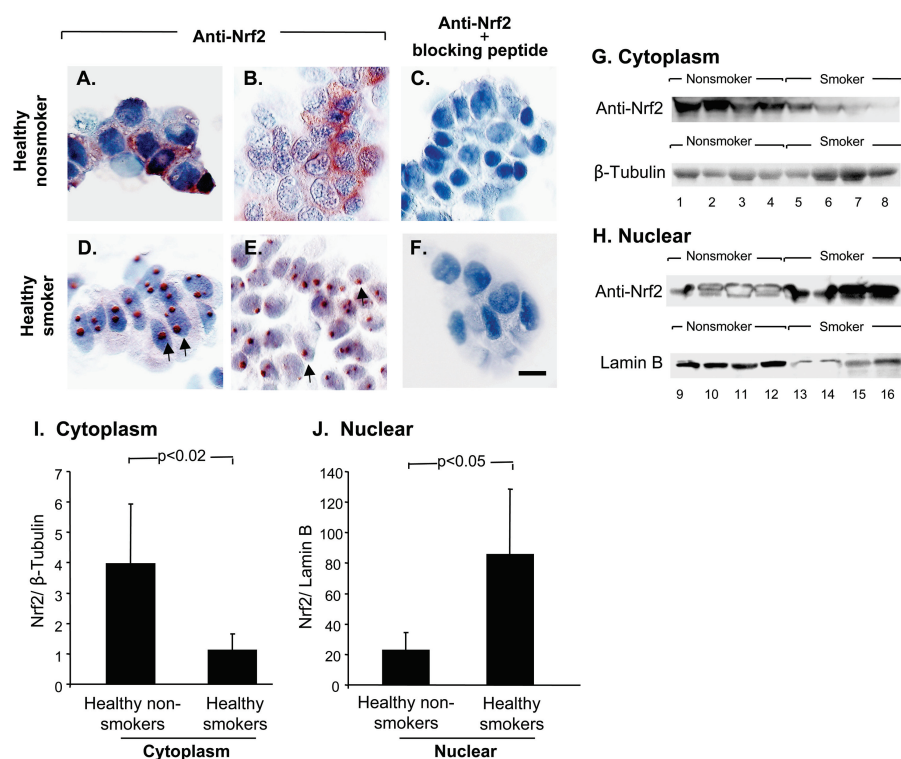 Anti-Nrf2
Anti-Nrf2
+
blocking peptide
Healthy
nonsmoker
A.
B.
C.
Healthy
smoker
D.
E.
F.
G. Cytoplasm
Nonsmoker Smoker
Anti-Nrf2
Nonsmoker Smoker
β-Tubulin
1 2 3 4 5 6 7 8
H. Nuclear
Nonsmoker Smoker
Anti-Nrf2
Nonsmoker Smoker
Lamin B
9 10 11 12 13 14 15 16
I. Cytoplasm
p<0.02
Nrf2/ β-Tubulin
7
6
5
4
3
2
1
0
Healthy non-
smokers
Healthy
smokers
Cytoplasm
J. Nuclear
p<0.05
Nrf2/ Lamin B
140
120
100
80
60
40
20
0
Healthy non-
smokers
Healthy
smokers
Nuclear